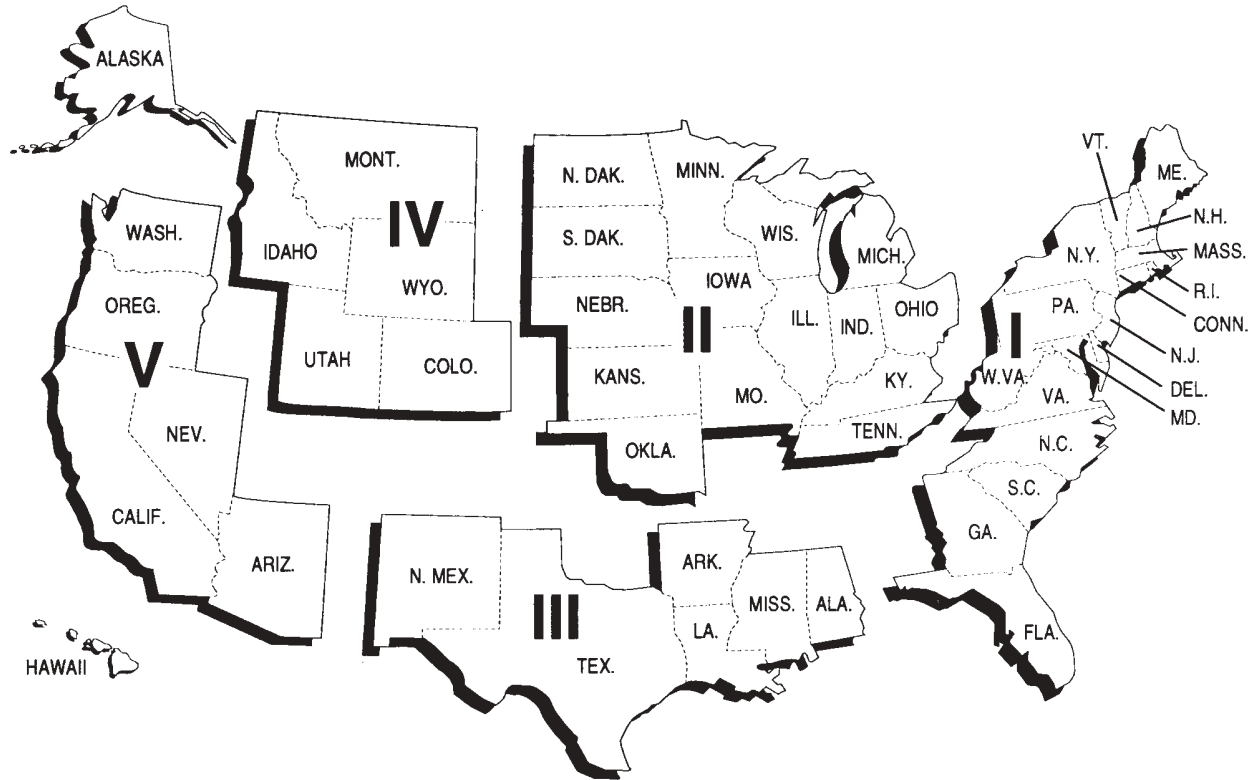 ALASKA
MONT.
IV
IDAHO
WYO.
UTAH
COLO.
WASH.
OREG.
V
NEV.
CALIF.
ARIZ.
HAWAII
N. DAK.
MINN.
S. DAK.
WIS.
MICH.
NEBR.
IOWA
II
ILL.
IND.
OHIO
KANS.
MO.
KY.
OKLA.
TENN.
N. MEX.
III
TEX.
ARK.
LA.
MISS.
ALA.
VT.
ME.
N.H.
N.Y.
MASS.
R.I.
PA.
CONN.
I
N.J.
W.VA.
DEL.
VA.
MD.
N.C.
S.C.
GA.
FLA.